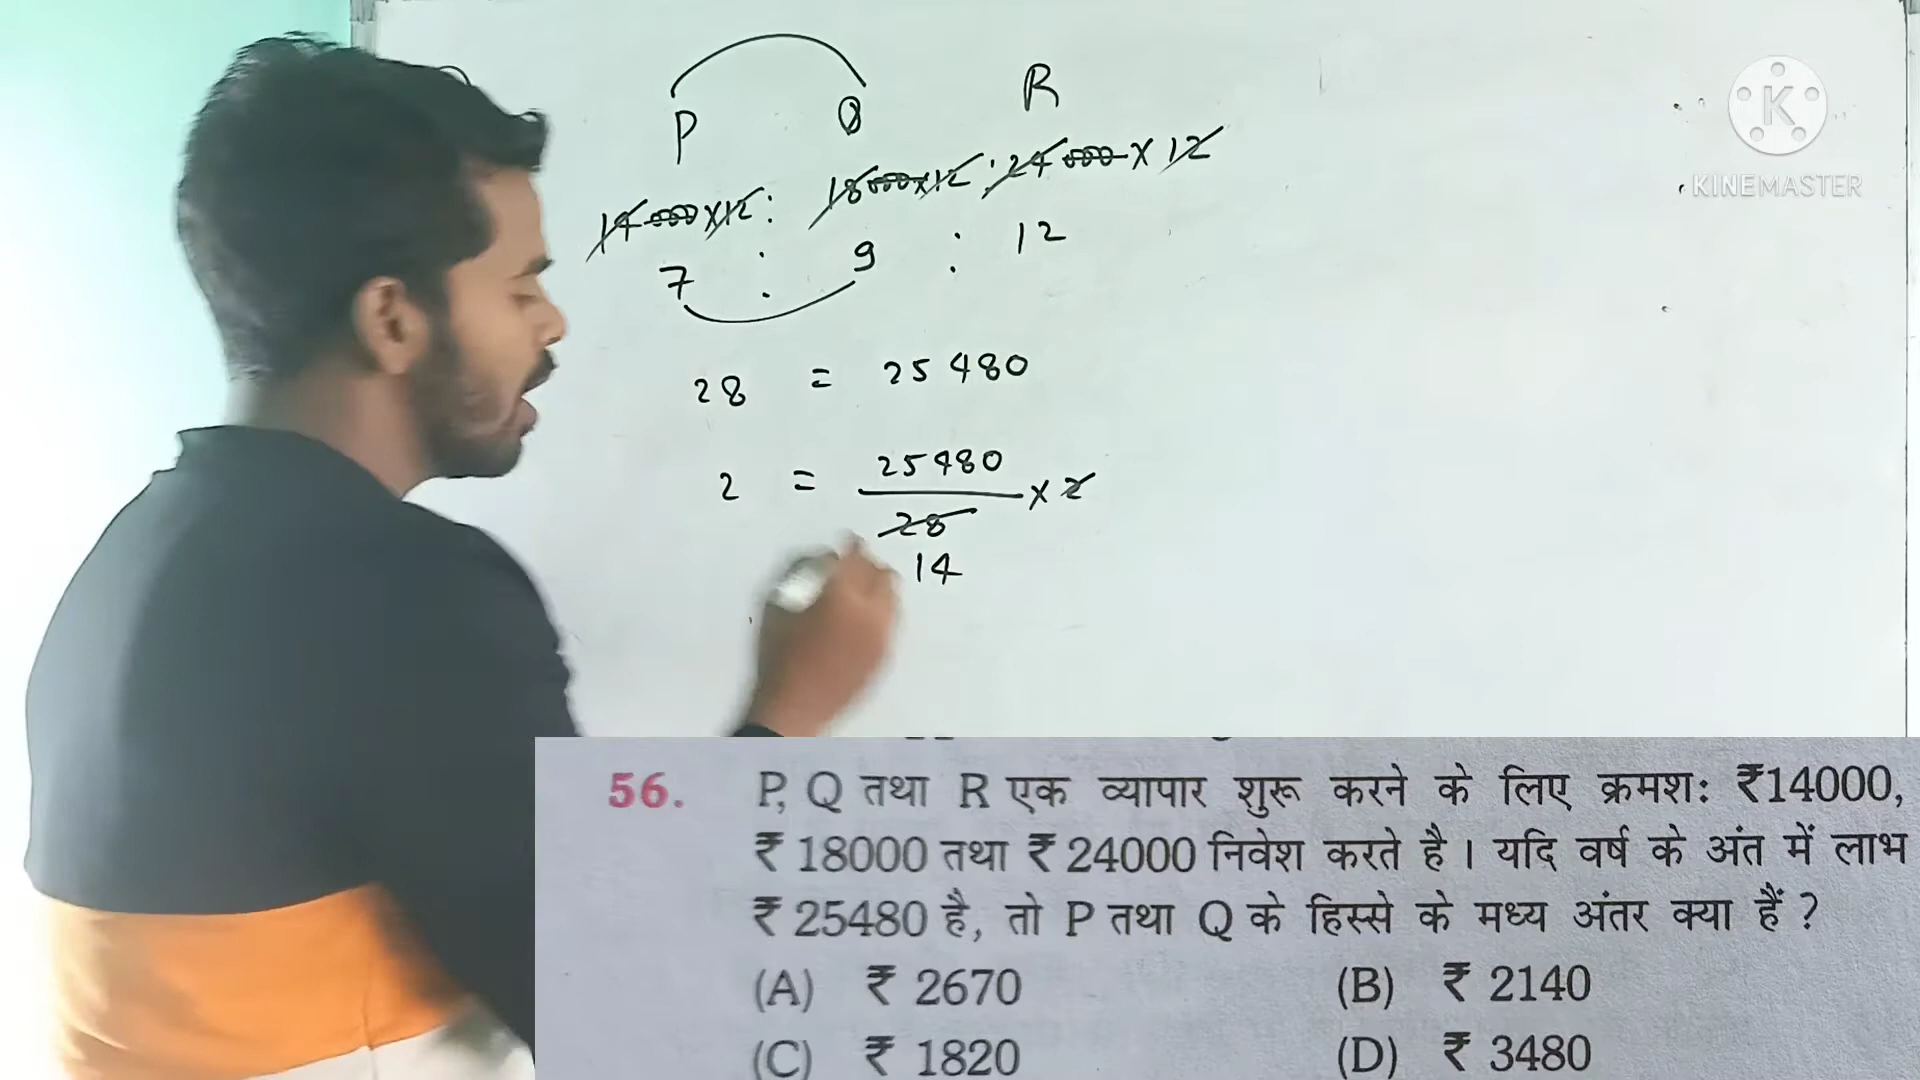 P Q R
14000×12 : 18000×12 : 24000×12
7 : 9 : 12
28 = 25480
2 = 25480
28
× 2
14
K
KINEMASTER
56. P, Q तथा R एक व्यापार शुरू करने के लिए क्रमश: ₹14000,
₹ 18000 तथा ₹ 24000 निवेश करते है । यदि वर्ष के अंत में लाभ
₹ 25480 है, तो P तथा Q के हिस्से के मध्य अंतर क्या हैं ?
(A) ₹ 2670 (B) ₹ 2140
(C) ₹ 1820 (D) ₹ 3480